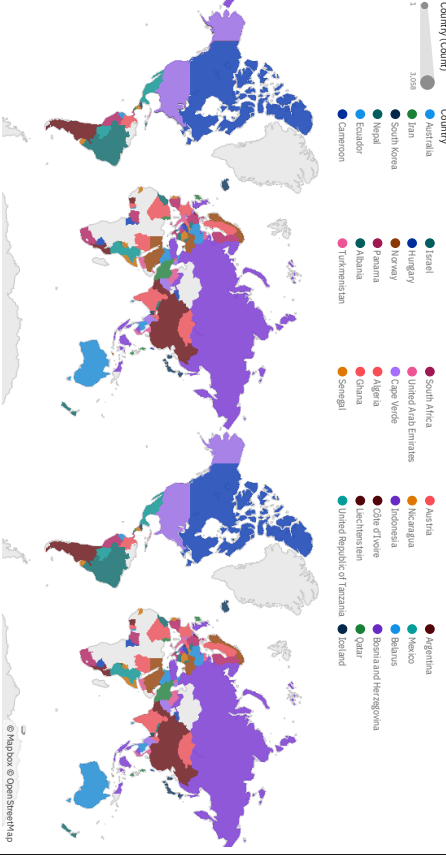 Country (Count)
1
3,058
Country
Australia
Israel
South Africa
Austria
Argentina
Iran
Hungary
United Arab Emirates
Nicaragua
Mexico
South Korea
Norway
Cape Verde
Indonesia
Belarus
Nepal
Panama
Algeria
Côte d'Ivoire
Bosnia and Herzegovina
Ecuador
Albania
Ghana
Liechtenstein
Qatar
Cameroon
Turkmenistan
Senegal
United Republic of Tanzania
Iceland
© Mapbox © OpenStreetMap